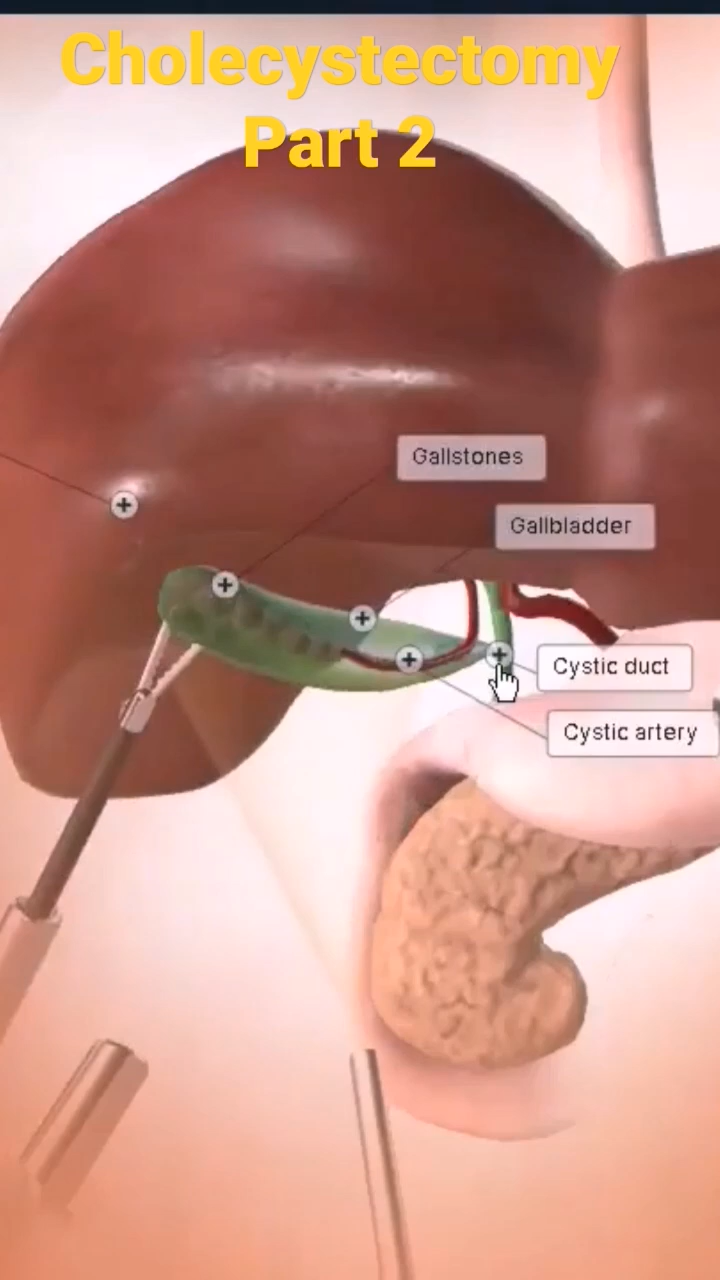 Cholecystectomy
Part 2
Gallstones
Gallbladder
Cystic duct
Cystic artery